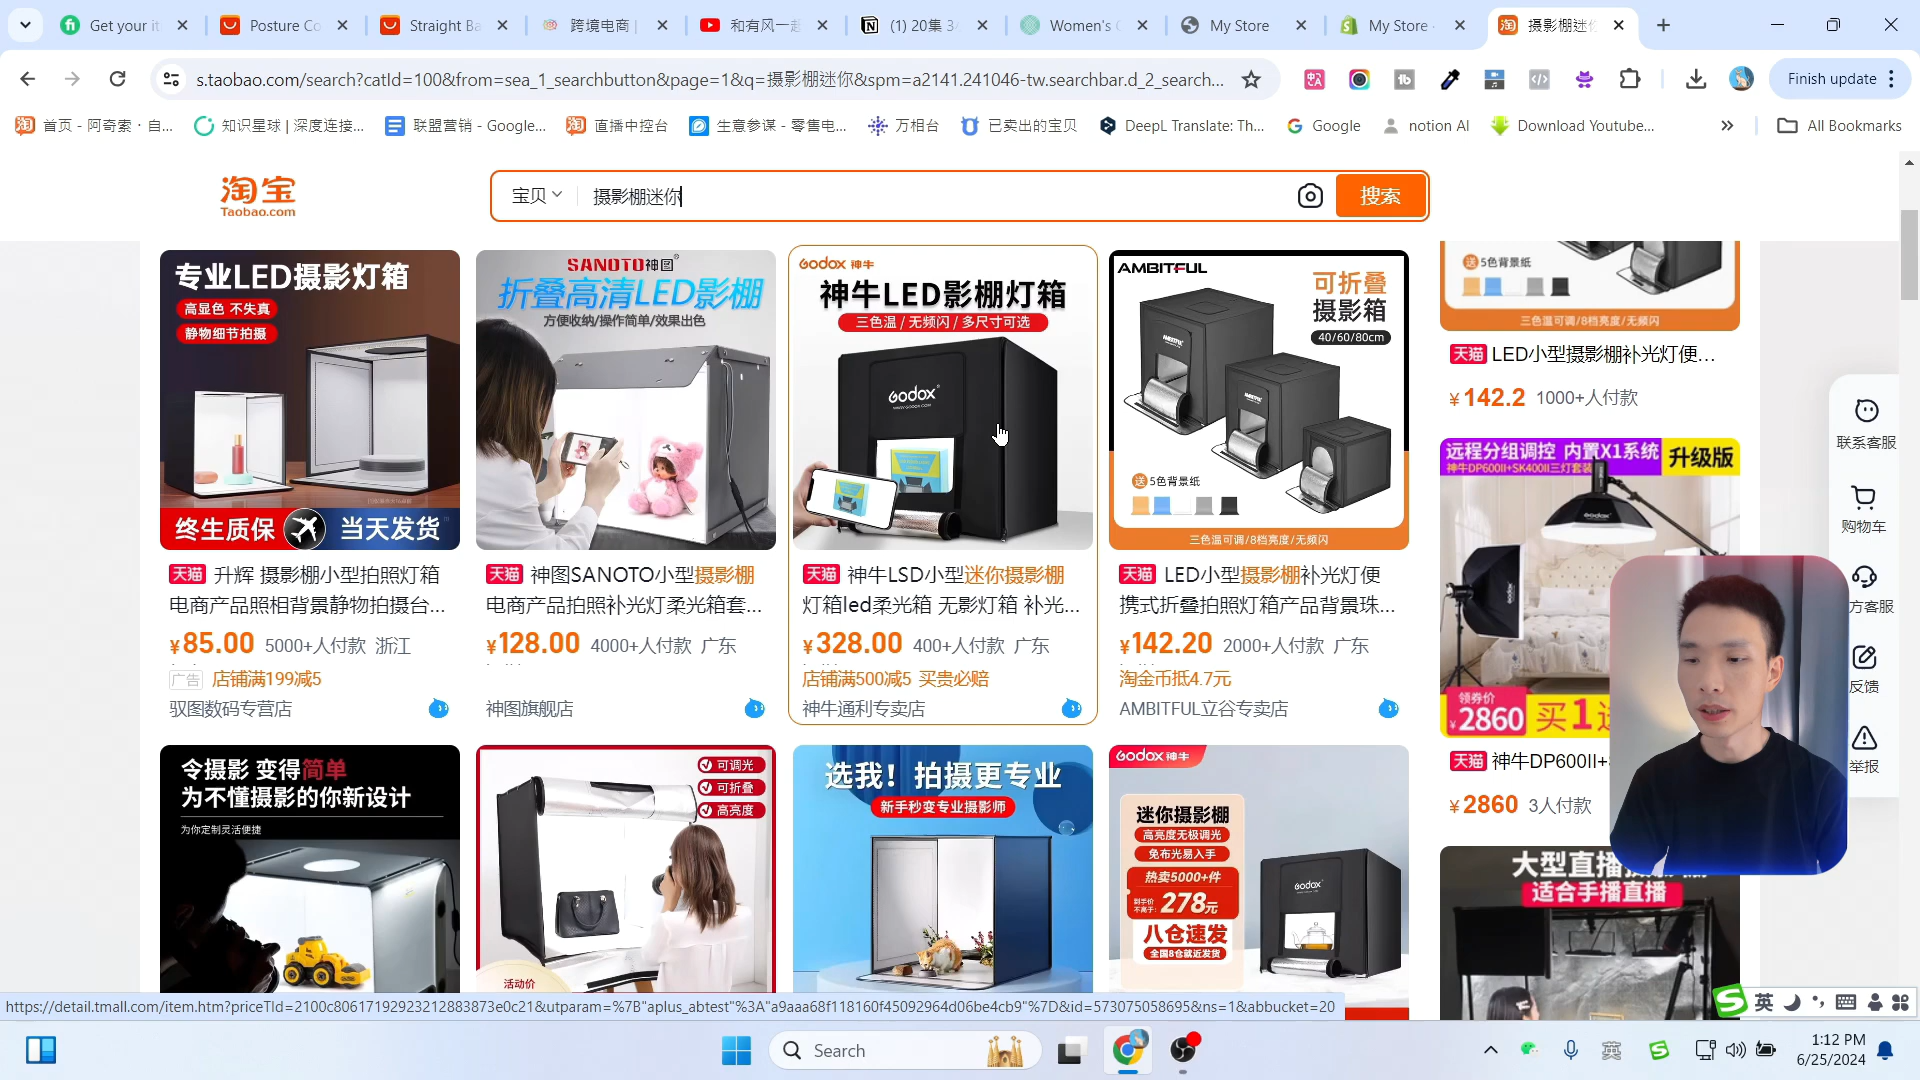 Get your it
Posture Co
Straight Ba
跨境电商 |
和有风一起
(1) 20集 3
Women's C
My Store
My Store ·
摄影棚迷你
s.taobao.com/search?catId=100&from=sea_1_searchbutton&page=1&q=摄影棚迷你&spm=a2141.241046-tw.searchbar.d_2_search...
Finish update
首页 - 阿奇索 · 自...
知识星球 | 深度连接...
联盟营销 - Google...
直播中控台
生意参谋 - 零售电...
万相台
已卖出的宝贝
DeepL Translate: Th...
Google
notion AI
Download Youtube...
All Bookmarks
淘宝
Taobao.com
宝贝
摄影棚迷你
搜索
专业LED摄影灯箱
高显色 不失真
静物细节拍摄
终生质保
当天发货
SANOTO神图
折叠高清LED影棚
方便收纳/操作简单/效果出色
Godox 神牛
神牛LED影棚灯箱
三色温 / 无频闪 / 多尺寸可选
Godox
AMBITFUL
可折叠
摄影箱
40/60/80cm
送 5色背景纸
三色温可调/8档亮度/无频闪
送 5色背景纸
三色温可调/8档亮度/无频闪
天猫 LED小型摄影棚补光灯便...
¥142.2 1000+人付款
远程分组调控 内置X1系统
神牛DP600II+SK400II三灯套装
升级版
领券价
¥2860 买1送
天猫 神牛DP600II+
¥2860 3人付款
联系客服
购物车
方客服
反馈
举报
天猫 升辉 摄影棚小型拍照灯箱
电商产品照相背景静物拍摄台...
¥85.00 5000+人付款 浙江
广告 店铺满199减5
驭图数码专营店
天猫 神图SANOTO小型摄影棚
电商产品拍照补光灯柔光箱套...
¥128.00 4000+人付款 广东
神图旗舰店
天猫 神牛LSD小型迷你摄影棚
灯箱led柔光箱 无影灯箱 补光...
¥328.00 400+人付款 广东
店铺满500减5 买贵必赔
神牛通利专卖店
天猫 LED小型摄影棚补光灯便
携式折叠拍照灯箱产品背景珠...
¥142.20 2000+人付款 广东
淘金币抵4.7元
AMBITFUL立谷专卖店
令摄影 变得简单
为不懂摄影的你新设计
为你定制灵活便捷
可调光
可折叠
高亮度
活动价
选我！拍摄更专业
新手秒变专业摄影师
Godox 神牛
迷你摄影棚
高亮度无极调光
免布光易入手
热卖5000+件
到手价
不高于: 278元
八仓速发
全国8仓就近发货
Godox
大型直播
适合手播直播
https://detail.tmall.com/item.htm?priceTId=2100c80617192923212883873e0c21&utparam=%7B"aplus_abtest"%3A"a9aaa68f118160f45092964d06be4cb9"%7D&id=573075058695&ns=1&abbucket=20
英
Search
英
1:12 PM
6/25/2024